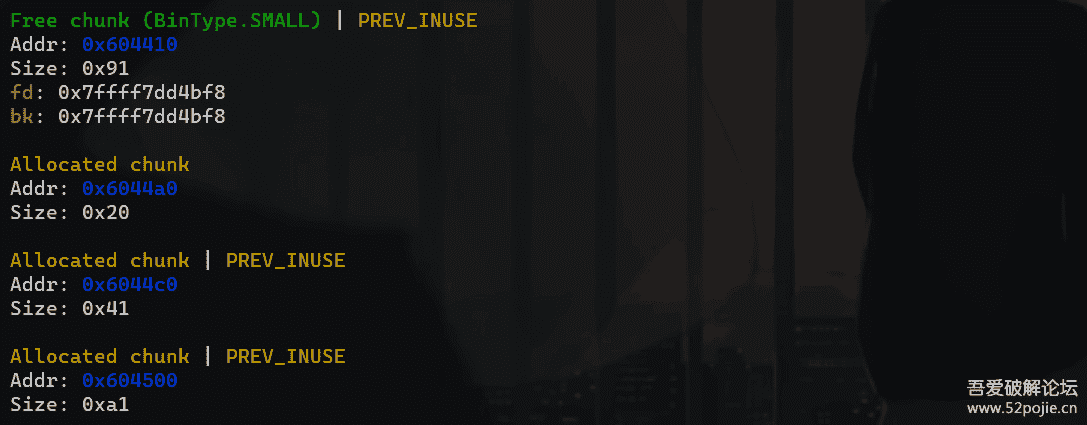 Free chunk (BinType.SMALL) | PREV_INUSE
Addr: 0x604410
Size: 0x91
fd: 0x7ffff7dd4bf8
bk: 0x7ffff7dd4bf8
Allocated chunk
Addr: 0x6044a0
Size: 0x20
Allocated chunk | PREV_INUSE
Addr: 0x6044c0
Size: 0x41
Allocated chunk | PREV_INUSE
Addr: 0x604500
Size: 0xa1
吾爱破解论坛
www.52pojie.cn